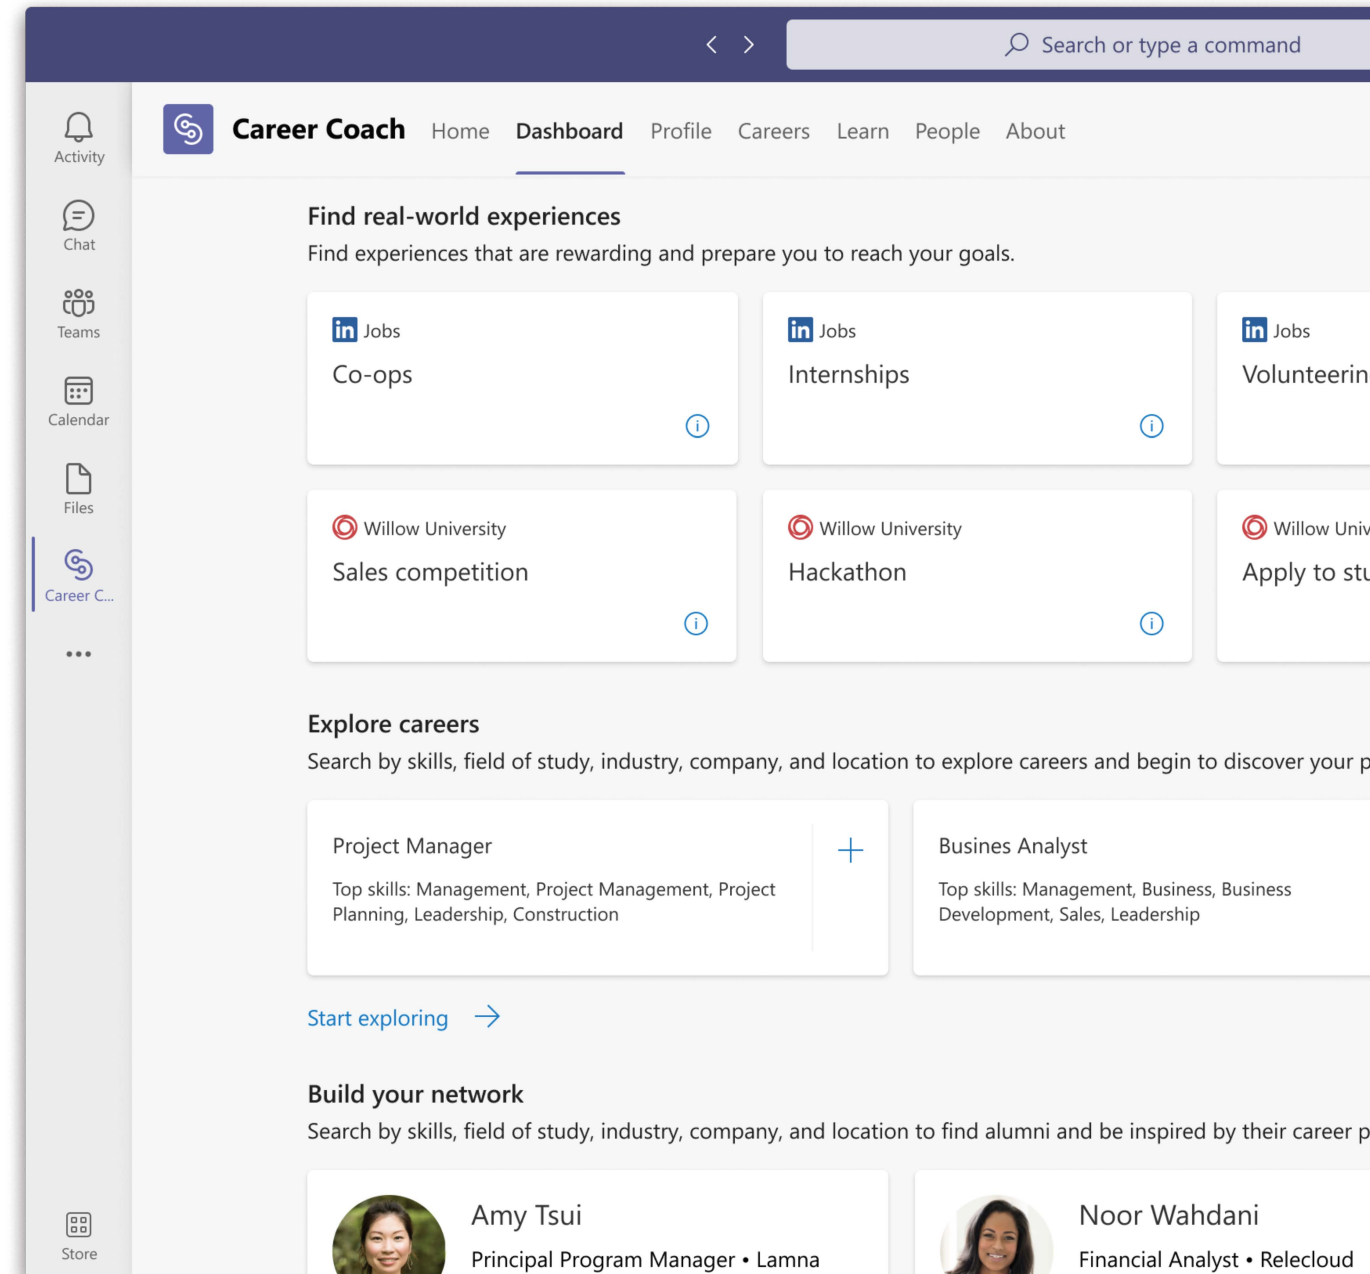 Search or type a command
Career Coach Home Dashboard Profile Careers Learn People About
Activity
Chat
Teams
Calendar
Files
Career C...
Store
Find real-world experiences
Find experiences that are rewarding and prepare you to reach your goals.
in Jobs
Co-ops
in Jobs
Internships
in Jobs
Volunteerin
Willow University
Sales competition
Willow University
Hackathon
Willow Univ
Apply to stu
Explore careers
Search by skills, field of study, industry, company, and location to explore careers and begin to discover your p
Project Manager
Top skills: Management, Project Management, Project
Planning, Leadership, Construction
Busines Analyst
Top skills: Management, Business, Business
Development, Sales, Leadership
Start exploring
Build your network
Search by skills, field of study, industry, company, and location to find alumni and be inspired by their career p
Amy Tsui
Principal Program Manager • Lamna
Noor Wahdani
Financial Analyst • Relecloud